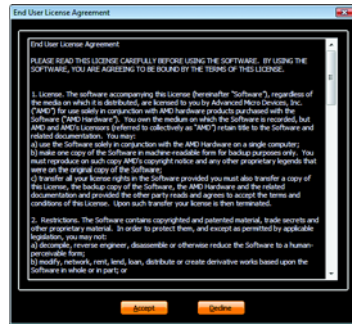 End User License Agreement
End User License Agreement
PLEASE READ THIS LICENSE CAREFULLY BEFORE USING THE SOFTWARE. BY USING THE
SOFTWARE, YOU ARE AGREEING TO BE BOUND BY THE TERMS OF THIS LICENSE.
1. License. The software accompanying this License (hereinafter "Software"), regardless of
the media on which it is distributed, are licensed to you by Advanced Micro Devices, Inc.
("AMD") for use solely in conjunction with AMD hardware products purchased with the
Software ("AMD Hardware"). You own the medium on which the Software is recorded, but
AMD and AMD's Licensors (referred to collectively as "AMD") retain title to the Software and
related documentation. You may:
a) use the Software solely in conjunction with the AMD Hardware on a single computer;
b) make one copy of the Software in machine-readable form for backup purposes only. You
must reproduce on such copy AMD's copyright notice and any other proprietary legends that
were on the original copy of the Software;
c) transfer all your license rights in the Software provided you must also transfer a copy of
this License, the backup copy of the Software, the AMD Hardware and the related
documentation and provided the other party reads and agrees to accept the terms and
conditions of this License. Upon such transfer your license is then terminated.
2. Restrictions. The Software contains copyrighted and patented material, trade secrets and
other proprietary material. In order to protect them, and except as permitted by applicable
legislation, you may not:
a) decompile, reverse engineer, disassemble or otherwise reduce the Software to a human-
perceivable form;
b) modify, network, rent, lend, loan, distribute or create derivative works based upon the
Software in whole or in part; or
Accept Decline